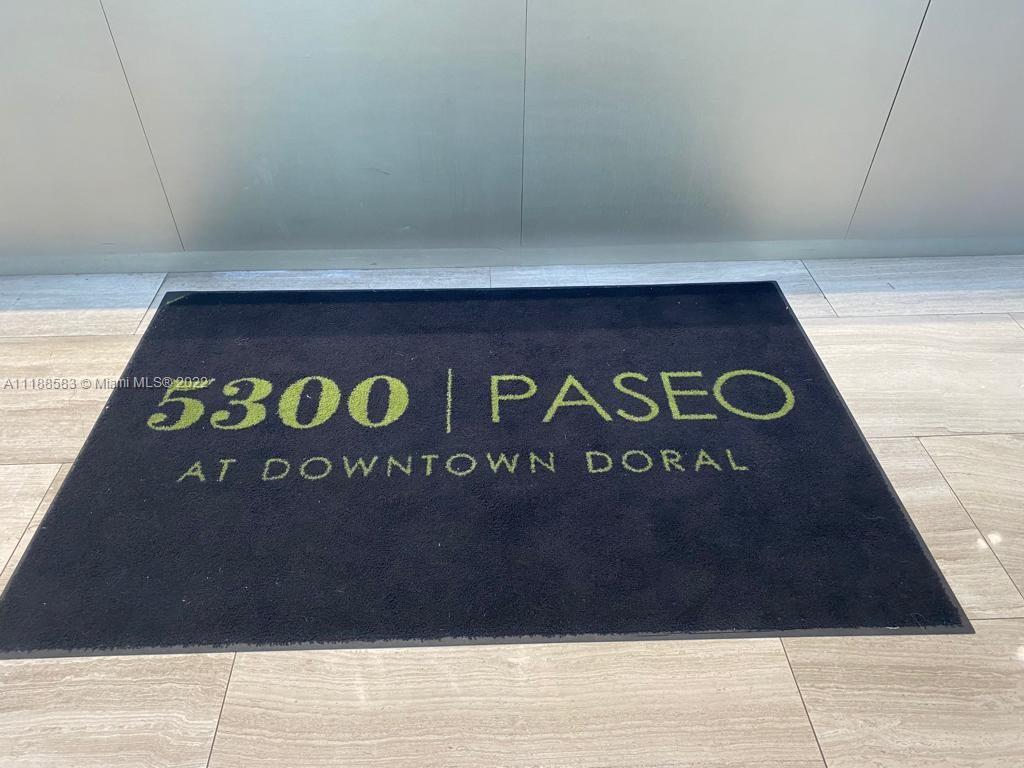 5300 | PASEO
AT DOWNTOWN DORAL
A11188583 © Miami MLS® 2022